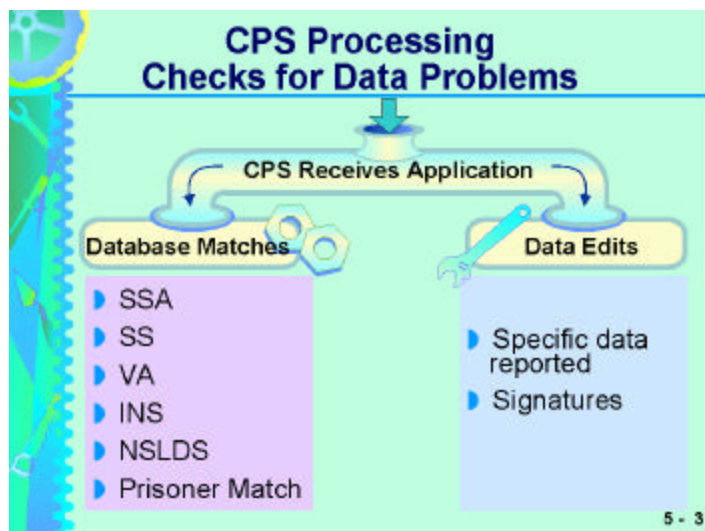 CPS Processing
Checks for Data Problems
CPS Receives Application
Database Matches
Data Edits
SSA
SS
VA
INS
NSLDS
Prisoner Match
Specific data
reported
Signatures
5 - 3